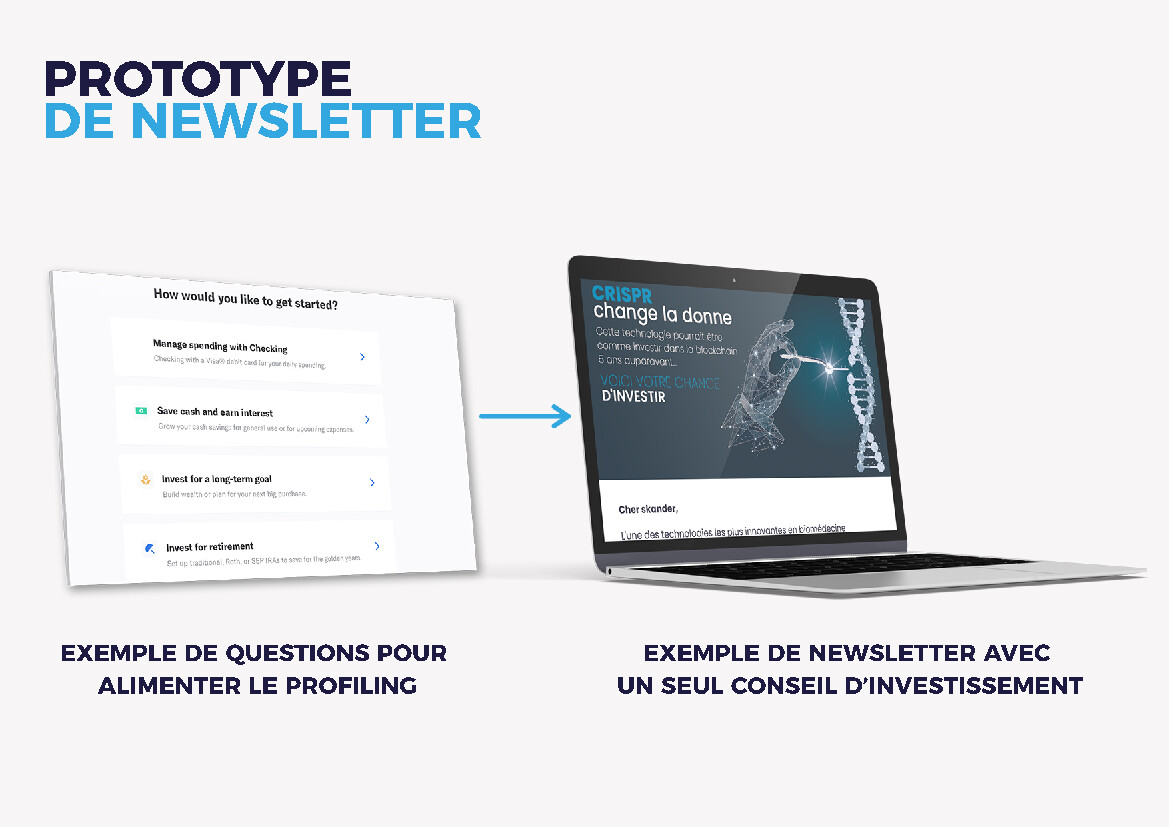 PROTOTYPE
DE NEWSLETTER
How would you like to get started?
Manage spending with Checking
Checking with a Visa® debit card for your daily spending.
Save cash and earn interest
Grow your cash savings for general use or for upcoming expenses.
Invest for a long-term goal
Build wealth or plan for your next big purchase.
Invest for retirement
Set up traditional, Roth, or SEP IRAs to save for the golden years.
CRISPR
change la donne
Cette technologie pourrait être
comme investir dans la blockchain
5 ans auparavant...
VOICI VOTRE CHANCE
D'INVESTIR
Cher skander,
L'une des technologies les plus innovantes en biomédecine
EXEMPLE DE QUESTIONS POUR
ALIMENTER LE PROFILING
EXEMPLE DE NEWSLETTER AVEC
UN SEUL CONSEIL D'INVESTISSEMENT